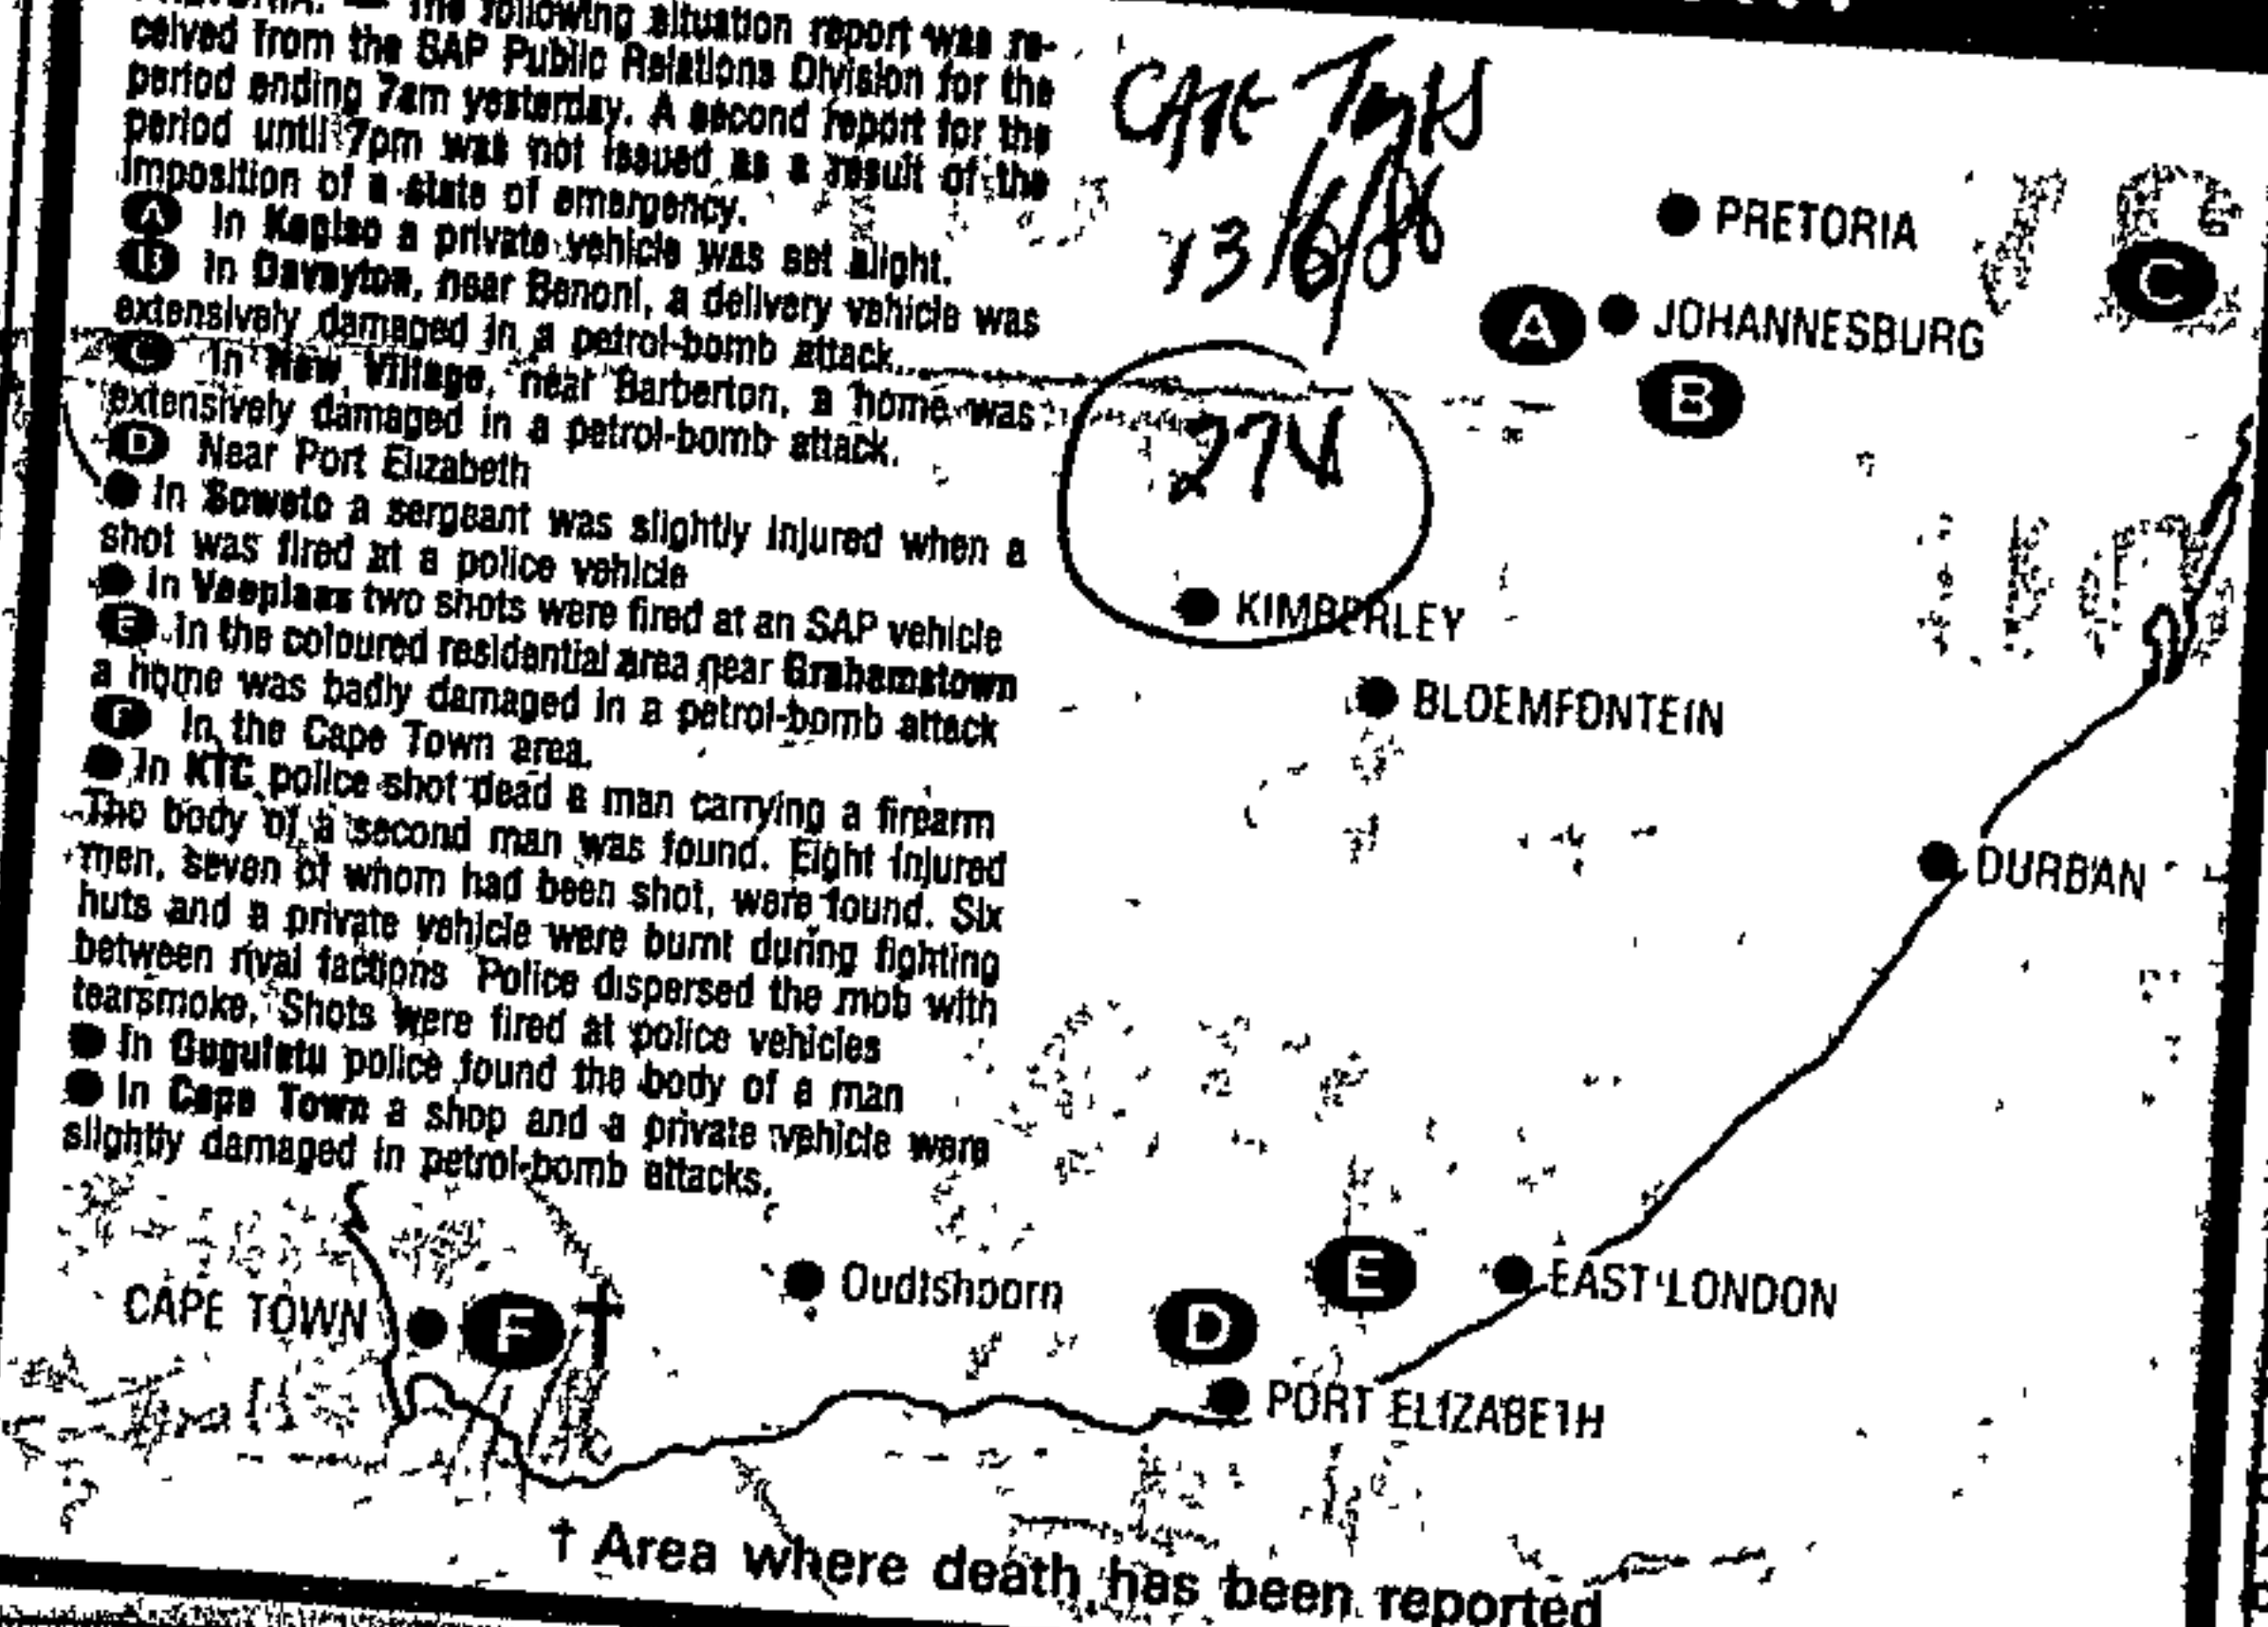 The following situation report was re-
ceived from the SAP Public Relations Division for the
period ending 7am yesterday. A second report for the
period until 7pm was not issued as a result of the
imposition of a state of emergency.
A In Kagiso a private vehicle was set alight.
B In Daveyton, near Benoni, a delivery vehicle was
extensively damaged in a petrol-bomb attack.
C In New Village, near Barberton, a home was
extensively damaged in a petrol-bomb attack.
D Near Port Elizabeth
● In Soweto a sergeant was slightly injured when a
shot was fired at a police vehicle
● In Veeplaas two shots were fired at an SAP vehicle
E In the coloured residential area near Grahamstown
a home was badly damaged in a petrol-bomb attack
F In the Cape Town area.
● In KTC police shot dead a man carrying a firearm
The body of a second man was found. Eight injured
men, seven of whom had been shot, were found. Six
huts and a private vehicle were burnt during fighting
between rival factions Police dispersed the mob with
tearsmoke. Shots were fired at police vehicles
● In Guguletu police found the body of a man
● In Cape Town a shop and a private vehicle were
slightly damaged in petrol-bomb attacks.
CAPE
13/6/86
274
PRETORIA
C
A JOHANNESBURG
B
KIMBERLEY
BLOEMFONTEIN
DURBAN
E EAST LONDON
Oudtshoorn
CAPE TOWN F †
D
PORT ELIZABETH
† Area where death has been reported